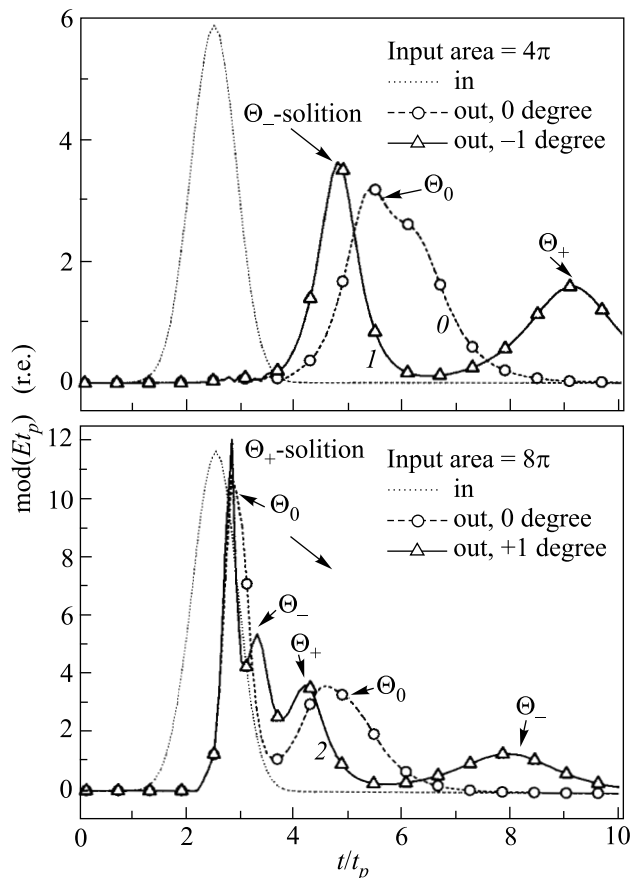 6
Input area = 4π
in
Θ₋-solition
out, 0 degree
out, –1 degree
4
Θ₀
Θ₊
2
0
1
0
mod(Etₚ) (r.e.)
12
Θ₊-solition
Input area = 8π
in
10
Θ₀
out, 0 degree
out, +1 degree
8
6
Θ₋
Θ₊
4
Θ₀
Θ₋
2
2
0
0 2 4 6 8 10
t/tₚ